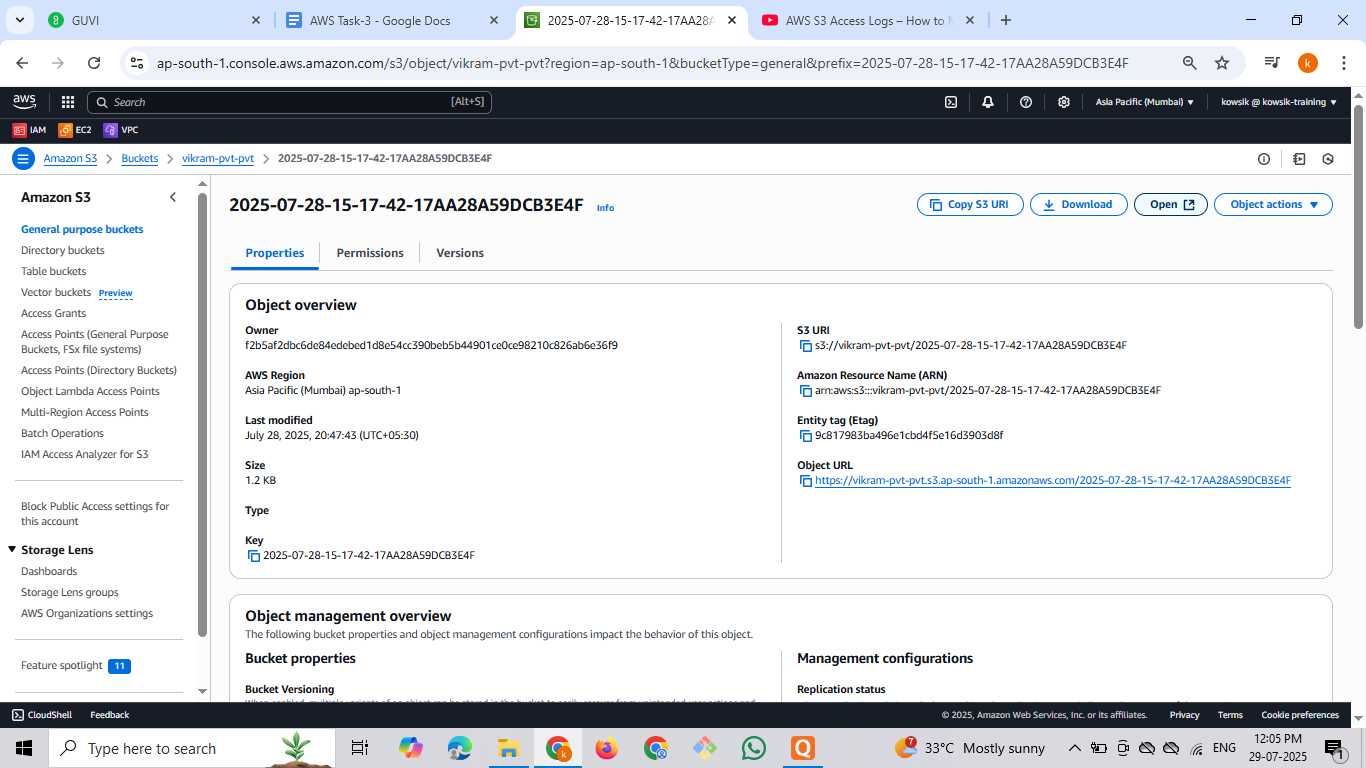 GUVI
AWS Task-3 - Google Docs
2025-07-28-15-17-42-17AA28A
AWS S3 Access Logs – How to M
ap-south-1.console.aws.amazon.com/s3/object/vikram-pvt-pvt?region=ap-south-1&bucketType=general&prefix=2025-07-28-15-17-42-17AA28A59DCB3E4F
k
aws
Search
[Alt+S]
Asia Pacific (Mumbai)
kowsik @ kowsik-training
IAM
EC2
VPC
Amazon S3
Buckets
vikram-pvt-pvt
2025-07-28-15-17-42-17AA28A59DCB3E4F
Amazon S3
General purpose buckets
Directory buckets
Table buckets
Vector buckets Preview
Access Grants
Access Points (General Purpose
Buckets, FSx file systems)
Access Points (Directory Buckets)
Object Lambda Access Points
Multi-Region Access Points
Batch Operations
IAM Access Analyzer for S3
Block Public Access settings for
this account
Storage Lens
Dashboards
Storage Lens groups
AWS Organizations settings
Feature spotlight 11
2025-07-28-15-17-42-17AA28A59DCB3E4F Info
Copy S3 URI
Download
Open
Object actions
Properties
Permissions
Versions
Object overview
Owner
f2b5af2dbc6de84edebed1d8e54cc390beb5b44901ce0ce98210c826ab6e36f9
AWS Region
Asia Pacific (Mumbai) ap-south-1
Last modified
July 28, 2025, 20:47:43 (UTC+05:30)
Size
1.2 KB
Type
Key
2025-07-28-15-17-42-17AA28A59DCB3E4F
S3 URI
s3://vikram-pvt-pvt/2025-07-28-15-17-42-17AA28A59DCB3E4F
Amazon Resource Name (ARN)
arn:aws:s3:::vikram-pvt-pvt/2025-07-28-15-17-42-17AA28A59DCB3E4F
Entity tag (Etag)
9c817983ba496e1cbd4f5e16d3903d8f
Object URL
https://vikram-pvt-pvt.s3.ap-south-1.amazonaws.com/2025-07-28-15-17-42-17AA28A59DCB3E4F
Object management overview
The following bucket properties and object management configurations impact the behavior of this object.
Bucket properties
Bucket Versioning
Management configurations
Replication status
CloudShell
Feedback
© 2025, Amazon Web Services, Inc. or its affiliates.
Privacy
Terms
Cookie preferences
Type here to search
33°C Mostly sunny
ENG
12:05 PM
29-07-2025